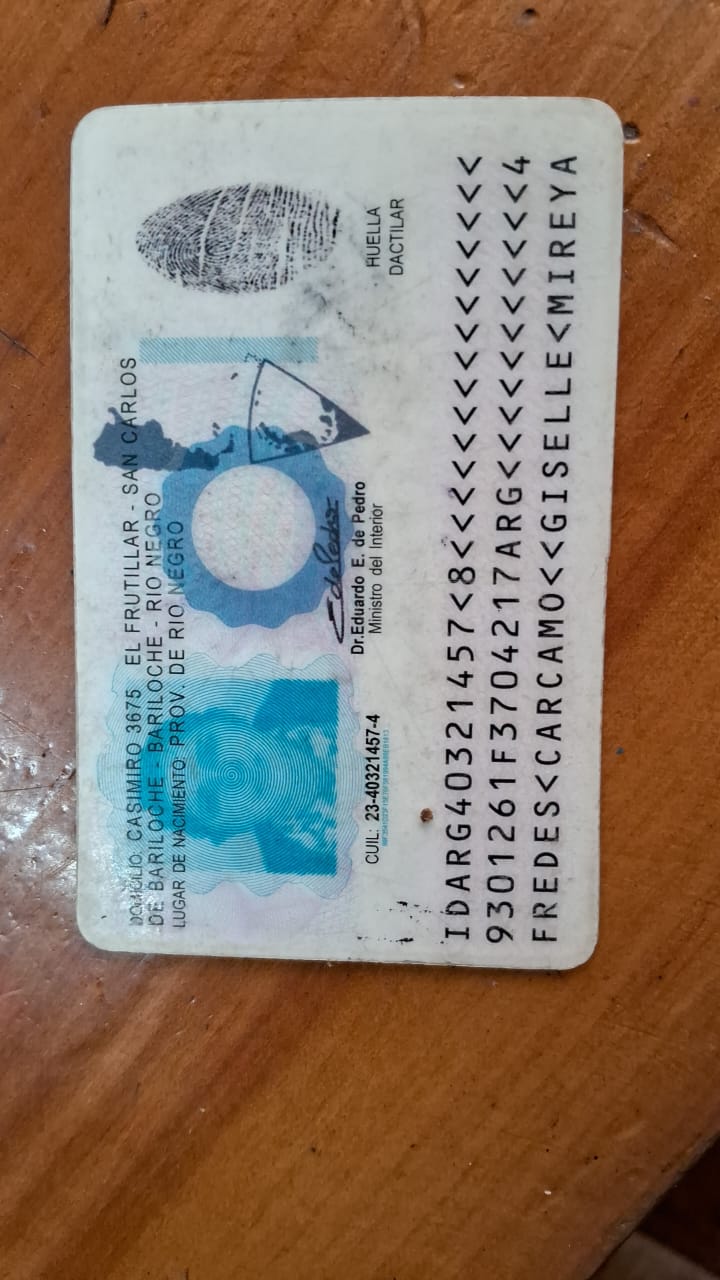 DOMICILIO: CASIMIRO 3675 EL FRUTILLAR - SAN CARLOS
DE BARILOCHE - BARILOCHE - RIO NEGRO
LUGAR DE NACIMIENTO: PROV. DE RIO NEGRO
Dr.Eduardo E. de Pedro
Ministro del Interior
CUIL: 23-40321457-4
HUELLA
DACTILAR
IDARG40321457<8<<<<<<<<<<<<<<<
9301261F3704217ARG<<<<<<<<<<<4
FREDES<CARCAMO<<GISELLE<MIREYA